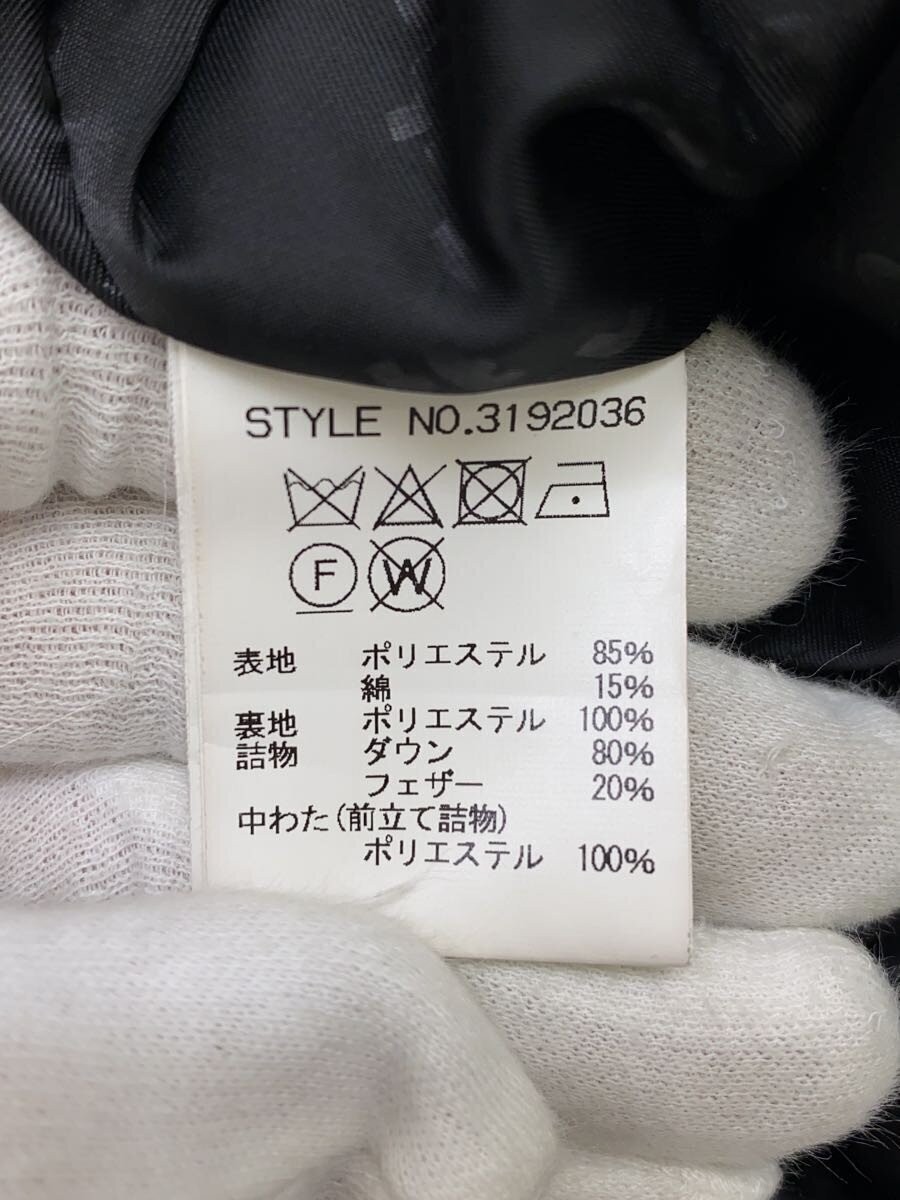 STYLE NO.3192036
F W
表地 ポリエステル 85%
綿 15%
裏地 ポリエステル 100%
詰物 ダウン 80%
フェザー 20%
中わた(前立て詰物)
ポリエステル 100%